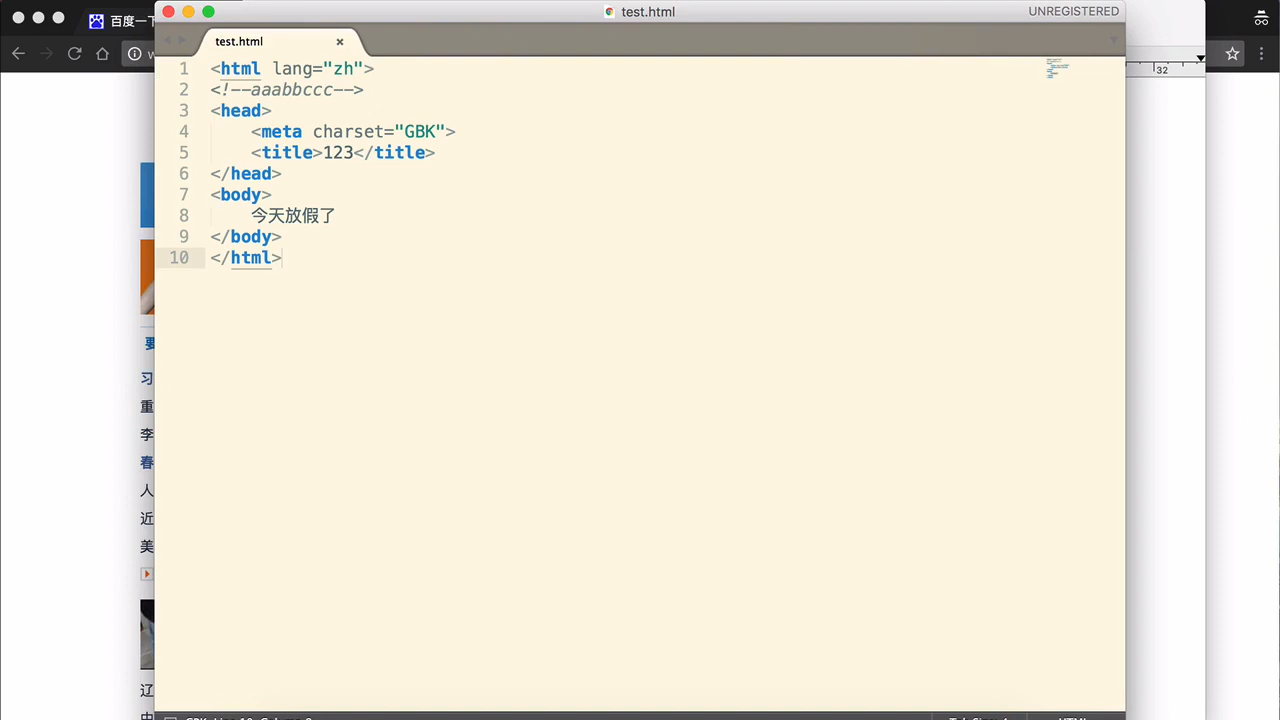 百度一下
test.html
UNREGISTERED
test.html
32
1 <html lang="zh">
2 <!--aaabbccc-->
3 <head>
4 <meta charset="GBK">
5 <title>123</title>
6 </head>
7 <body>
8 今天放假了
9 </body>
10 </html>
要
习
重
李
春
人
近
美
辽